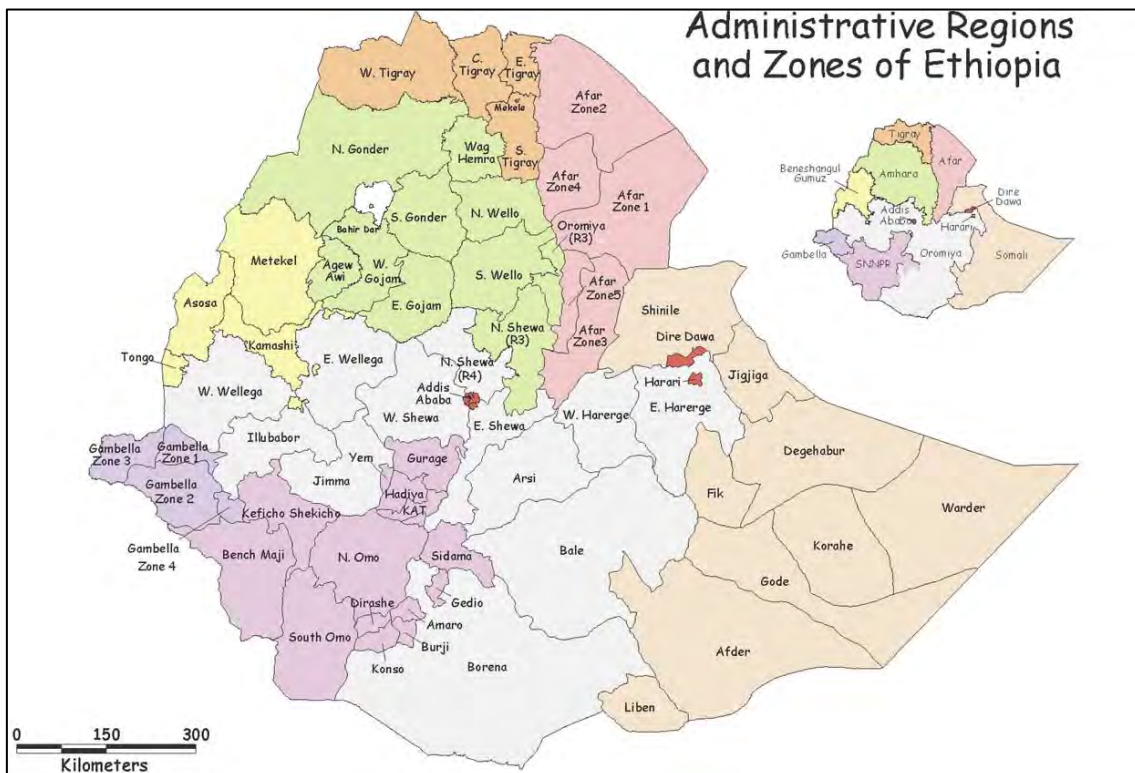 Administrative Regions
and Zones of Ethiopia
W. Tigray
C.
Tigray
E.
Tigray
Mekele
S.
Tigray
Afar
Zone2
N. Gonder
Wag
Hemra
Afar
Zone4
Afar
Zone 1
S. Gonder
N. Wello
Bahir Dar
Oromiya
(R3)
Metekel
Agew
Awi
W.
Gojam
S. Wello
Afar
Zone5
E. Gojam
Asosa
N. Shewa
(R3)
Afar
Zone3
Shinile
Dire Dawa
Tongo
Kamashi
E. Wellega
N. Shewa
(R4)
Jigjiga
W. Wellega
Addis
Ababa
Harari
W. Shewa
E. Shewa
W. Harerge
E. Harerge
Gambella
Zone 3
Gambella
Zone 1
Illubabor
Yem
Gurage
Degehabur
Gambella
Zone 2
Jimma
Hadiya
KAT
Arsi
Fik
Warder
Keficho Shekicho
Gambella
Zone 4
Bench Maji
N. Omo
Sidama
Bale
Korahe
Gode
Gedio
Dirashe
Amaro
South Omo
Burji
Konso
Borena
Afder
Liben
Tigray
Afar
Beneshangul
Gumuz
Amhara
Dire
Dawa
Addis
Ababa
Harari
Gambella
SNNPR
Oromiya
Somali
0 150 300
Kilometers